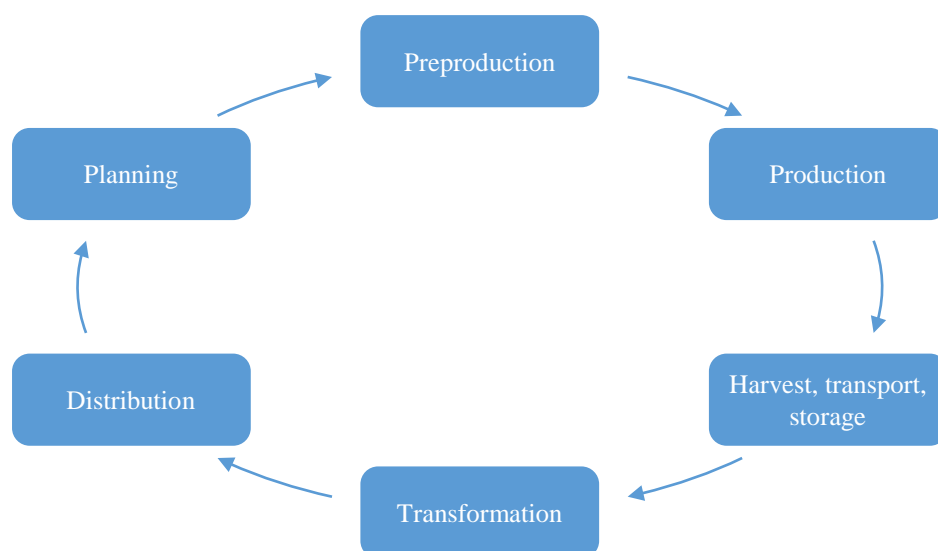 Preproduction
Planning
Production
Distribution
Harvest, transport,
storage
Transformation